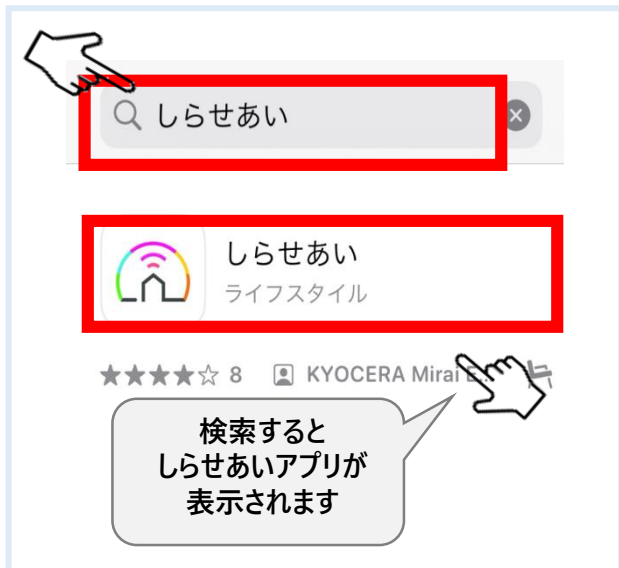 しらせあい
しらせあい
ライフスタイル
★★★★☆ 8 KYOCERA Mirai E...
検索すると
しらせあいアプリが
表示されます